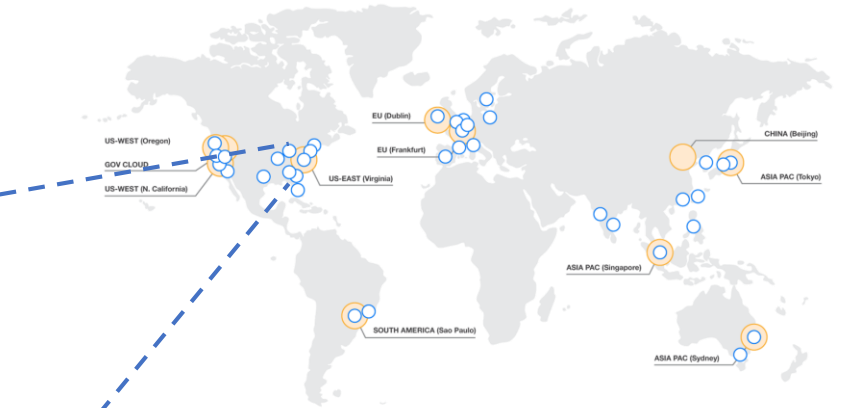 US-WEST (Oregon)
GOV CLOUD
US-WEST (N. California)
US-EAST (Virginia)
EU (Dublin)
EU (Frankfurt)
CHINA (Beijing)
ASIA PAC (Tokyo)
ASIA PAC (Singapore)
SOUTH AMERICA (Sao Paulo)
ASIA PAC (Sydney)